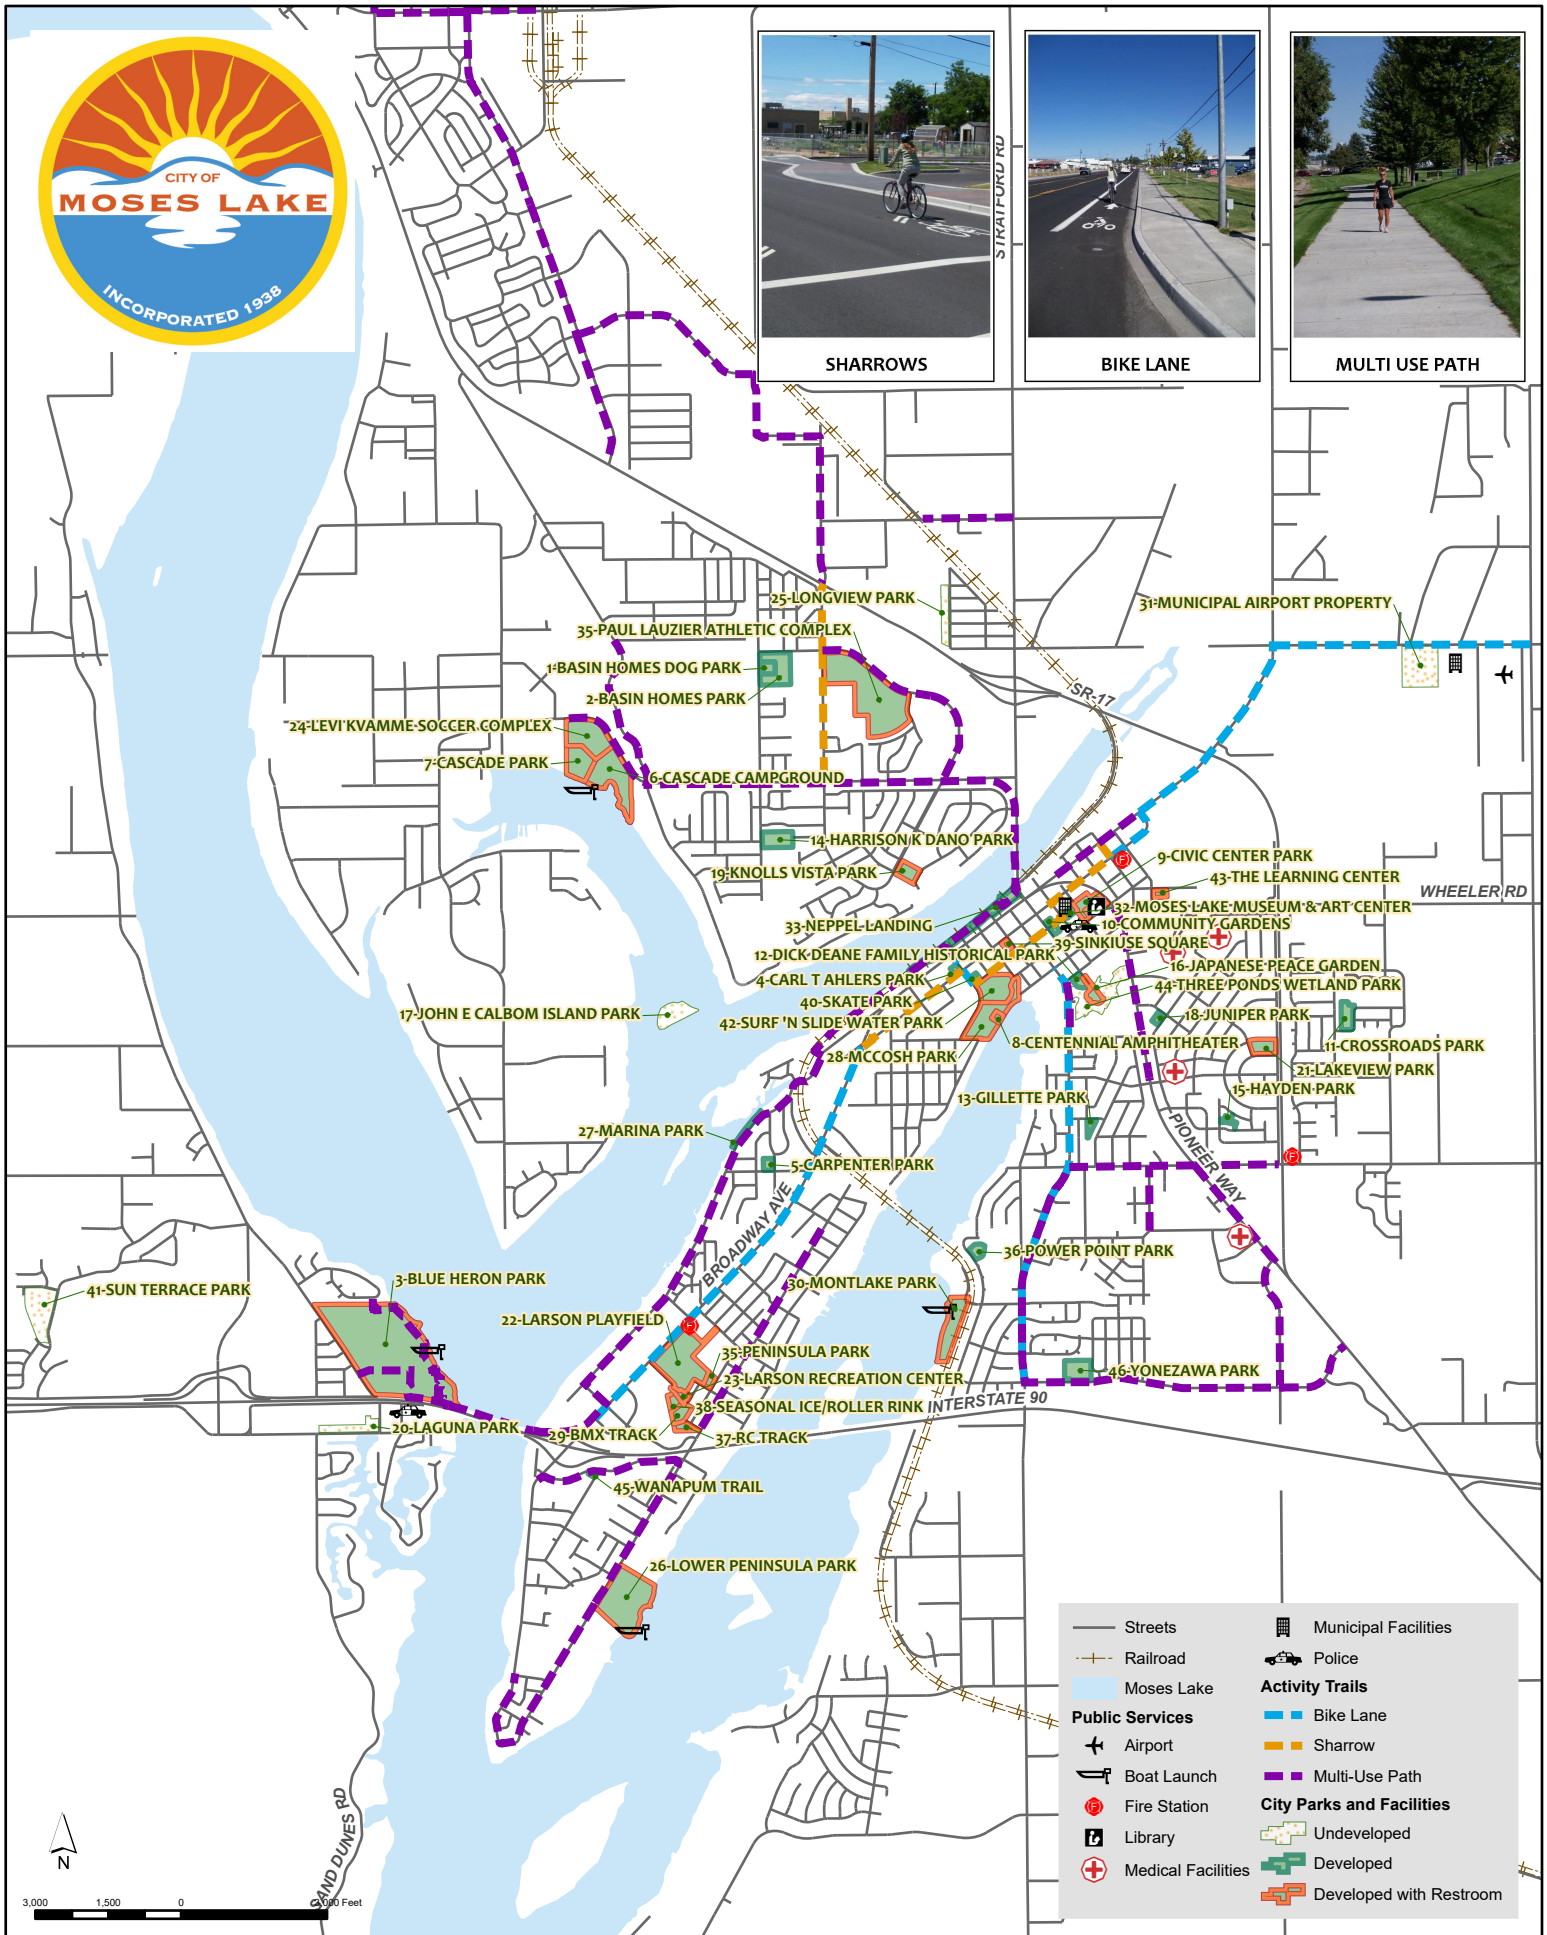 CITY OF
MOSES LAKE
INCORPORATED 1938
SHARROWS
BIKE LANE
MULTI USE PATH
STRATFORD RD
25-LONGVIEW PARK
31-MUNICIPAL AIRPORT PROPERTY
35-PAUL LAUZIER ATHLETIC COMPLEX
1-BASIN HOMES DOG PARK
2-BASIN HOMES PARK
SR-17
24-LEVI KVAMME SOCCER COMPLEX
7-CASCADE PARK
6-CASCADE CAMPGROUND
14-HARRISON K DANO PARK
19-KNOLLS VISTA PARK
9-CIVIC CENTER PARK
43-THE LEARNING CENTER
WHEELER RD
32-MOSES LAKE MUSEUM & ART CENTER
33-NEPPEL LANDING
10-COMMUNITY GARDENS
39-SINKIUSE SQUARE
12-DICK DEANE FAMILY HISTORICAL PARK
16-JAPANESE PEACE GARDEN
4-CARL T AHLERS PARK
44-THREE PONDS WETLAND PARK
40-SKATE PARK
17-JOHN E CALBOM ISLAND PARK
42-SURF 'N SLIDE WATER PARK
18-JUNIPER PARK
8-CENTENNIAL AMPHITHEATER
11-CROSSROADS PARK
28-MCCOSH PARK
21-LAKEVIEW PARK
15-HAYDEN PARK
13-GILLETTE PARK
27-MARINA PARK
PIONEER WAY
5-CARPENTER PARK
BROADWAY AVE
36-POWER POINT PARK
3-BLUE HERON PARK
30-MONTLAKE PARK
41-SUN TERRACE PARK
22-LARSON PLAYFIELD
35-PENINSULA PARK
46-YONEZAWA PARK
23-LARSON RECREATION CENTER
INTERSTATE 90
38-SEASONAL ICE/ROLLER RINK
20-LAGUNA PARK
29-BMX TRACK
37-RC TRACK
45-WANAPUM TRAIL
26-LOWER PENINSULA PARK
SAND DUNES RD
N
3,000 1,500 0 3,000 Feet
Streets
Railroad
Moses Lake
Public Services
Airport
Boat Launch
Fire Station
Library
Medical Facilities
Municipal Facilities
Police
Activity Trails
Bike Lane
Sharrow
Multi-Use Path
City Parks and Facilities
Undeveloped
Developed
Developed with Restroom